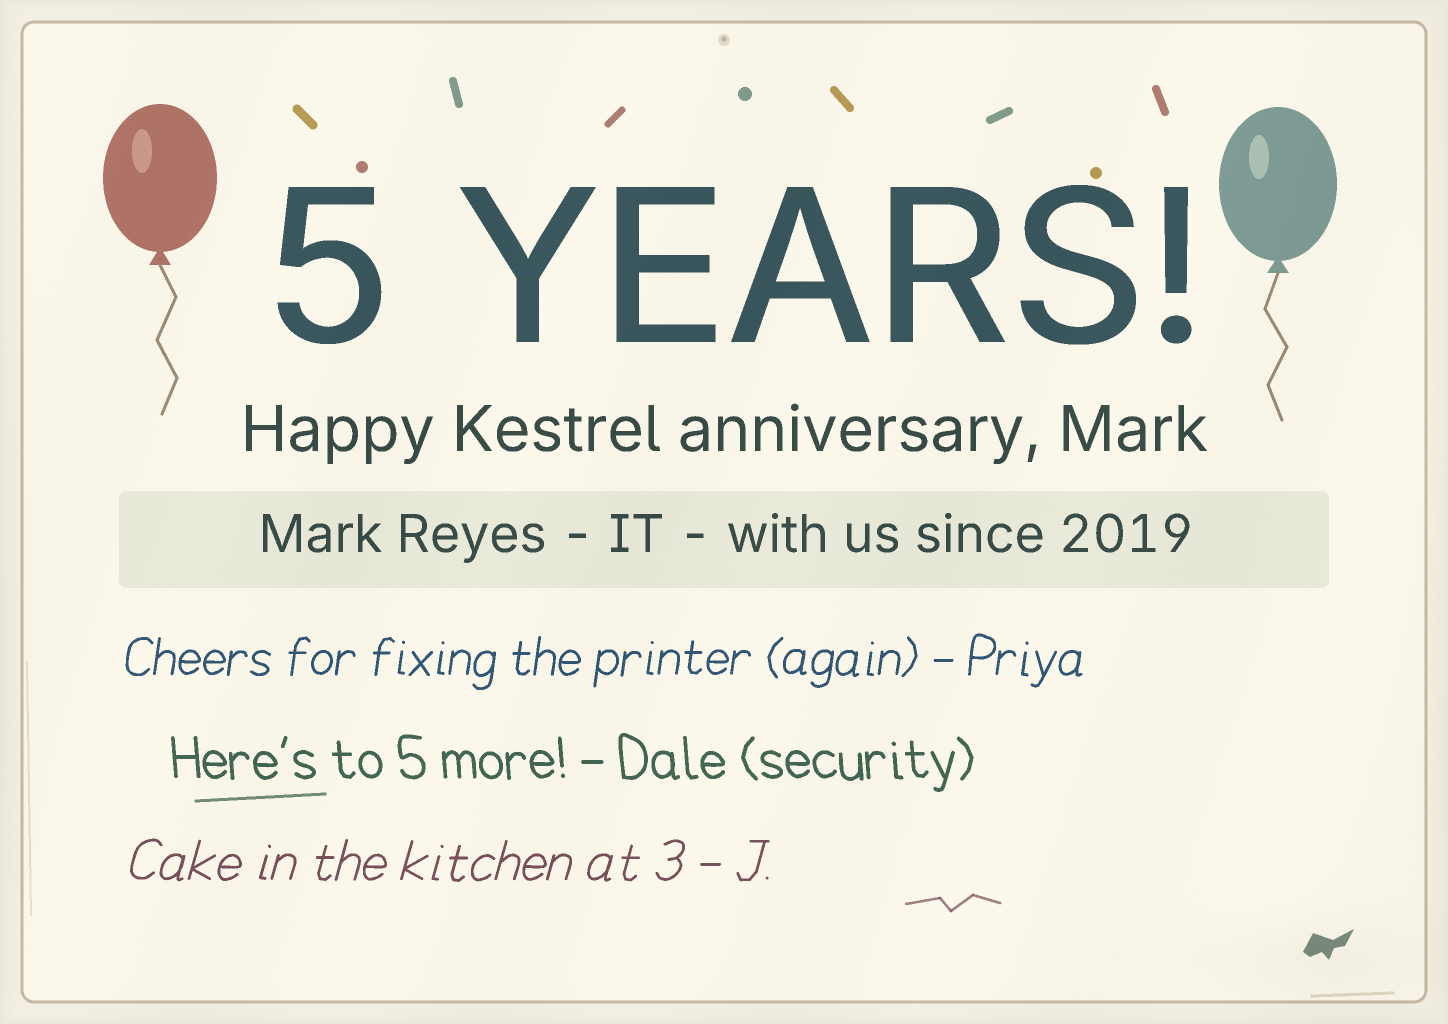 5 YEARS!
Happy Kestrel anniversary, Mark
Mark Reyes - IT - with us since 2019
Cheers for fixing the printer (again) - Priya
Here's to 5 more! - Dale (security)
Cake in the kitchen at 3 - J.